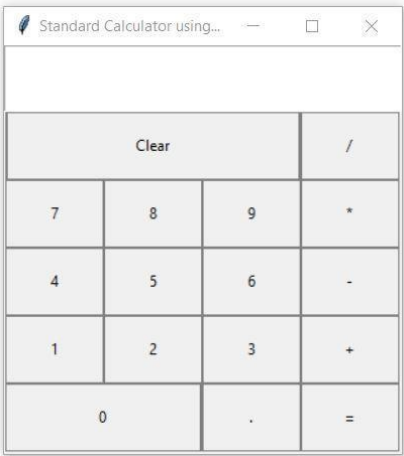 Standard Calculator using...
Clear /
7 8 9 *
4 5 6 -
1 2 3 +
0 . =